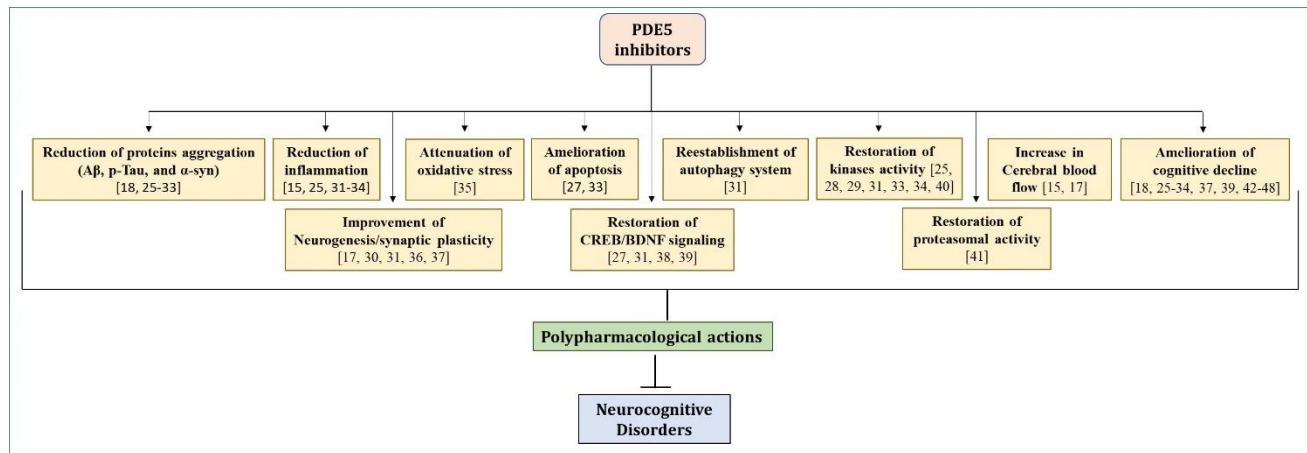 PDE5
inhibitors
Reduction of proteins aggregation
(Aβ, p-Tau, and α-syn)
[18, 25-33]
Reduction of
inflammation
[15, 25, 31-34]
Attenuation of
oxidative stress
[35]
Amelioration
of apoptosis
[27, 33]
Reestablishment of
autophagy system
[31]
Restoration of
kinases activity [25,
28, 29, 31, 33, 34, 40]
Increase in
Cerebral blood
flow [15, 17]
Amelioration of
cognitive decline
[18, 25-34, 37, 39, 42-48]
Improvement of
Neurogenesis/synaptic plasticity
[17, 30, 31, 36, 37]
Restoration of
CREB/BDNF signaling
[27, 31, 38, 39]
Restoration of
proteasomal activity
[41]
Polypharmacological actions
Neurocognitive
Disorders